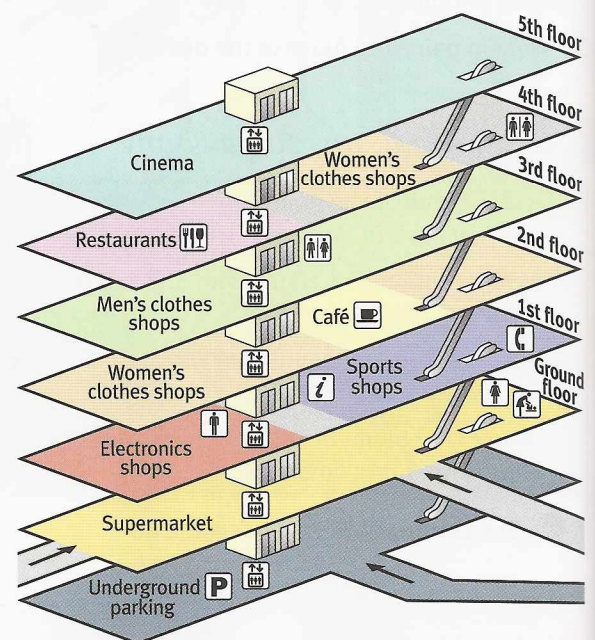 5th floor
Cinema
4th floor
Women's
clothes shops
Restaurants
3rd floor
Men's clothes
shops
2nd floor
Café
Women's
clothes shops
1st floor
Sports
shops
i
Electronics
shops
Ground
floor
Supermarket
Underground
parking
P